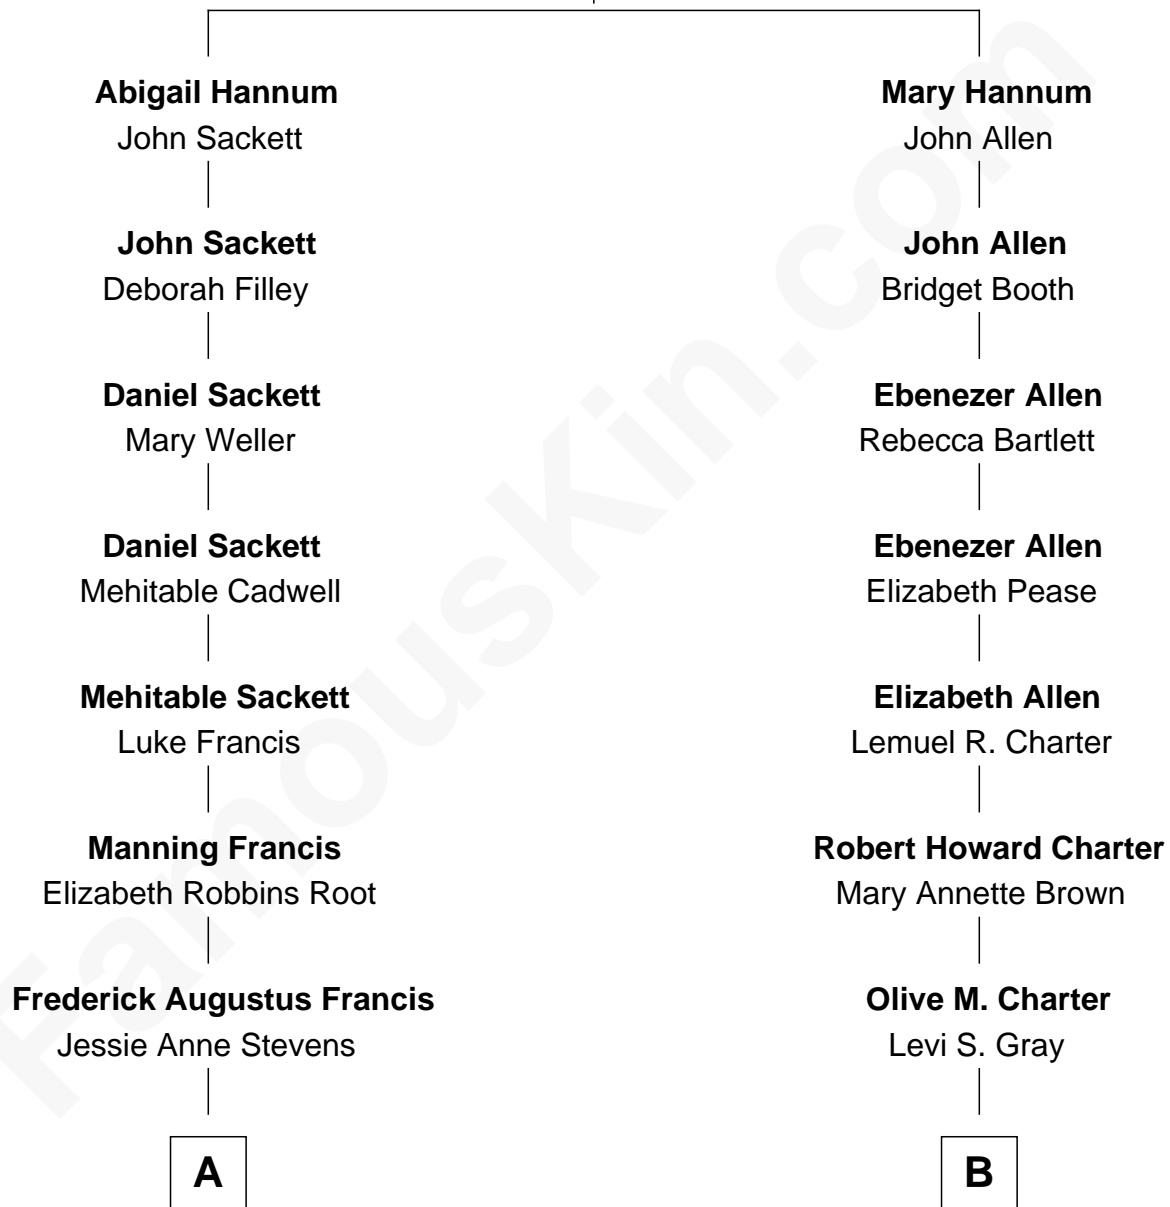 Abigail Hannum
John Sackett
Mary Hannum
John Allen
John Sackett
Deborah Filley
John Allen
Bridget Booth
Daniel Sackett
Mary Weller
Ebenezer Allen
Rebecca Bartlett
Daniel Sackett
Mehitable Cadwell
Ebenezer Allen
Elizabeth Pease
Mehitable Sackett
Luke Francis
Elizabeth Allen
Lemuel R. Charter
Manning Francis
Elizabeth Robbins Root
Robert Howard Charter
Mary Annette Brown
Frederick Augustus Francis
Jessie Anne Stevens
Olive M. Charter
Levi S. Gray
A
B
FamousKin.com